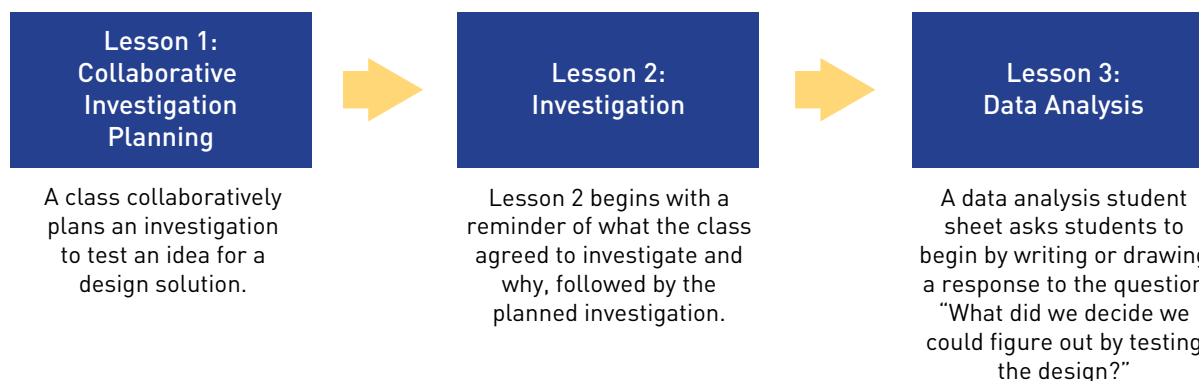 Lesson 1:
Collaborative
Investigation
Planning
A class collaboratively
plans an investigation
to test an idea for a
design solution.
Lesson 2:
Investigation
Lesson 2 begins with a
reminder of what the class
agreed to investigate and
why, followed by the
planned investigation.
Lesson 3:
Data Analysis
A data analysis student
sheet asks students to
begin by writing or drawing
a response to the question
“What did we decide we
could figure out by testing
the design?”